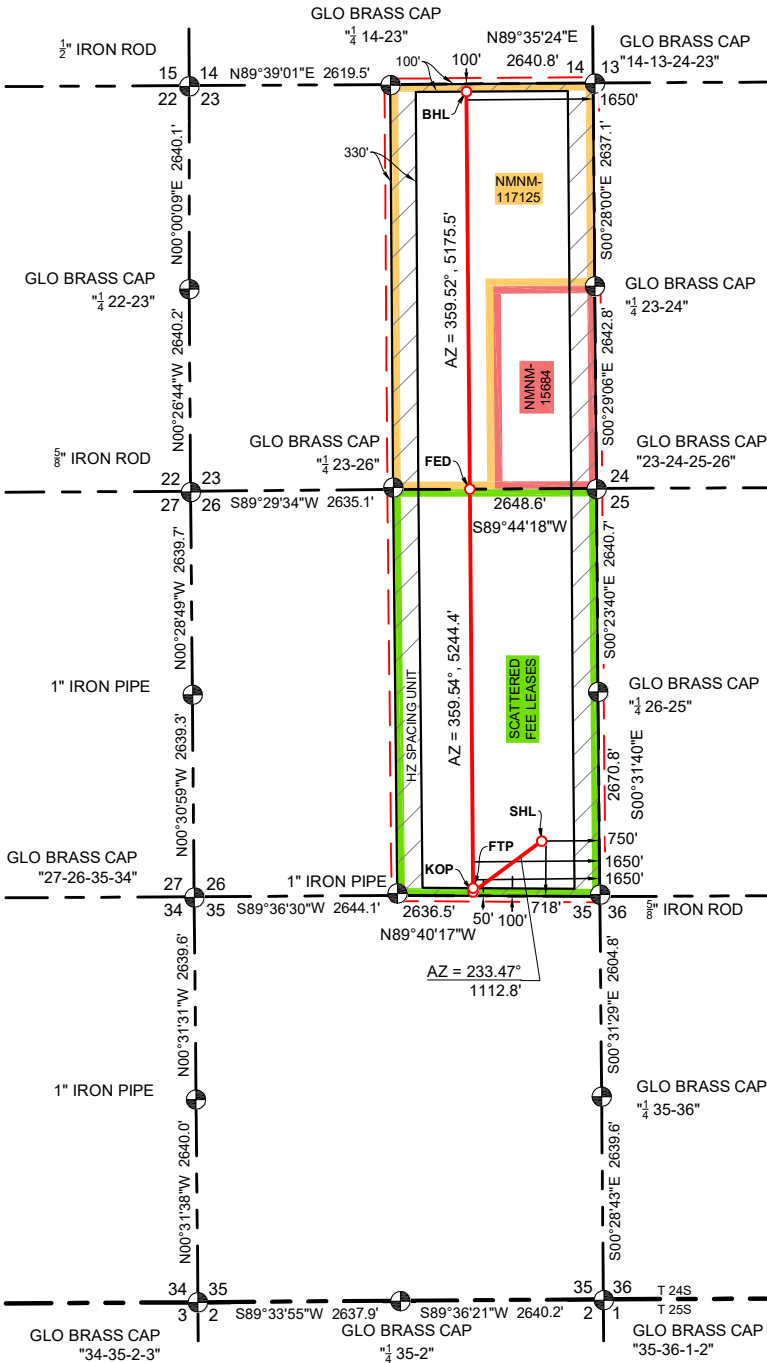 GLO BRASS CAP
"1/4 14-23"
N89°35'24"E
2640.8'
GLO BRASS CAP
"14-13-24-23"
1/2" IRON ROD
15 14
22 23
N89°39'01"E 2619.5'
100'
100'
14 13
1650'
BHL
330'
N00°00'09"E 2640.1'
NMNM-
117125
S00°28'00"E 2637.1'
AZ = 359.52°, 5175.5'
GLO BRASS CAP
"1/4 22-23"
GLO BRASS CAP
"1/4 23-24"
N00°26'44"W 2640.2'
NMNM-
15684
S00°29'06"E 2642.8'
5/8" IRON ROD
GLO BRASS CAP
"1/4 23-26"
GLO BRASS CAP
"23-24-25-26"
FED
22 23
27 26
S89°29'34"W 2635.1'
2648.6'
S89°44'18"W
24
25
N00°28'49"W 2639.7'
S00°23'40"E 2640.7'
AZ = 359.54°, 5244.4'
HZ SPACING UNIT
SCATTERED
FEE LEASES
1" IRON PIPE
GLO BRASS CAP
"1/4 26-25"
N00°30'59"W 2639.3'
2670.8'
S00°31'40"E
SHL
750'
FTP
1650'
KOP
1650'
GLO BRASS CAP
"27-26-35-34"
1" IRON PIPE
27 26
34 35
S89°36'30"W 2644.1'
2636.5'
N89°40'17"W
50'
100'
718'
35 36
5/8" IRON ROD
AZ = 233.47°
1112.8'
N00°31'31"W 2639.6'
S00°31'29"E 2604.8'
1" IRON PIPE
GLO BRASS CAP
"1/4 35-36"
N00°31'38"W 2640.0'
S00°28'43"E 2639.6'
34 35
3 2
S89°33'55"W 2637.9'
S89°36'21"W 2640.2'
35 36
2 1
T 24S
T 25S
GLO BRASS CAP
"34-35-2-3"
GLO BRASS CAP
"1/4 35-2"
GLO BRASS CAP
"35-36-1-2"